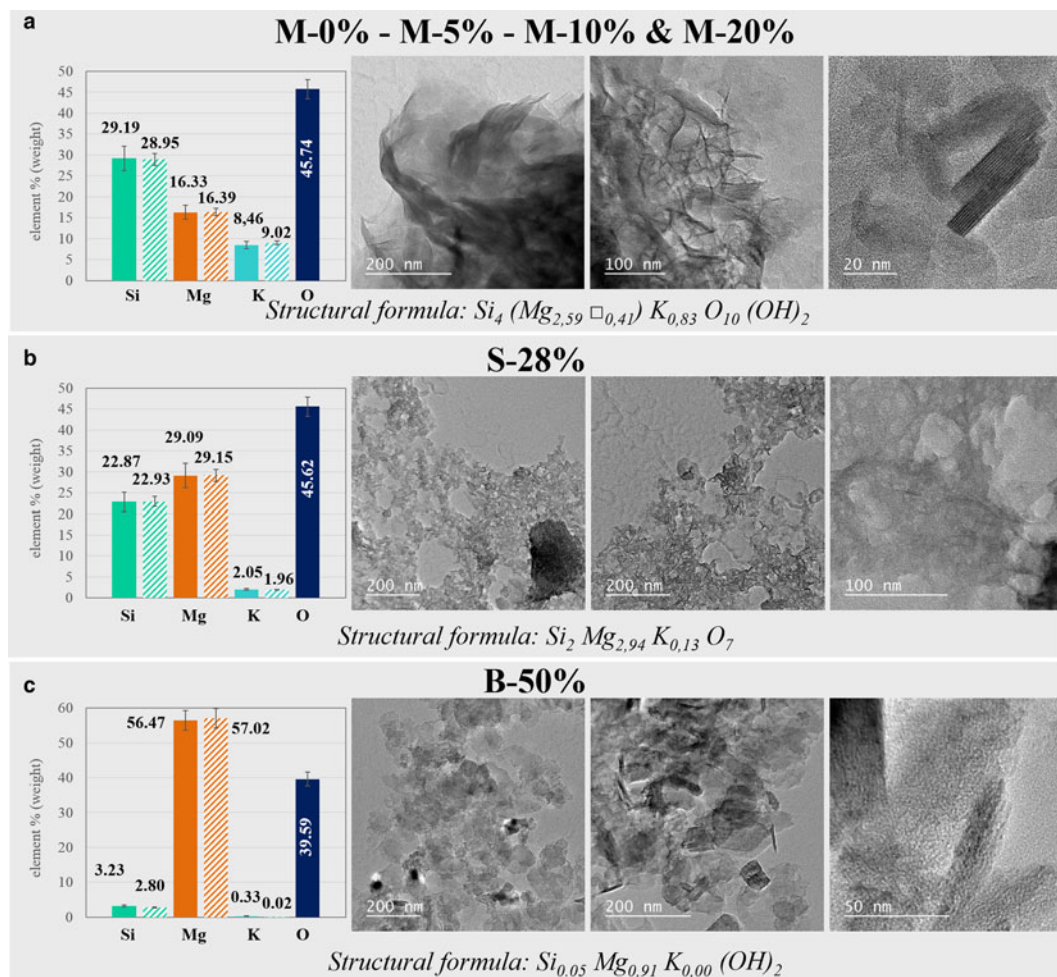 a
M-0% - M-5% - M-10% & M-20%
element % (weight)
50
45
40
35
30
25
20
15
10
5
0
29.19
28.95
16.33
16.39
8,46
9.02
45.74
Si Mg K O
200 nm
100 nm
20 nm
Structural formula: Si4 (Mg2,59 □0,41) K0,83 O10 (OH)2
b
S-28%
element % (weight)
50
45
40
35
30
25
20
15
10
5
0
22.87
22.93
29.09
29.15
2.05
1.96
45.62
Si Mg K O
200 nm
200 nm
100 nm
Structural formula: Si2 Mg2,94 K0,13 O7
c
B-50%
element % (weight)
60
50
40
30
20
10
0
3.23
2.80
56.47
57.02
0.33
0.02
39.59
Si Mg K O
200 nm
200 nm
50 nm
Structural formula: Si0,05 Mg0,91 K0,00 (OH)2